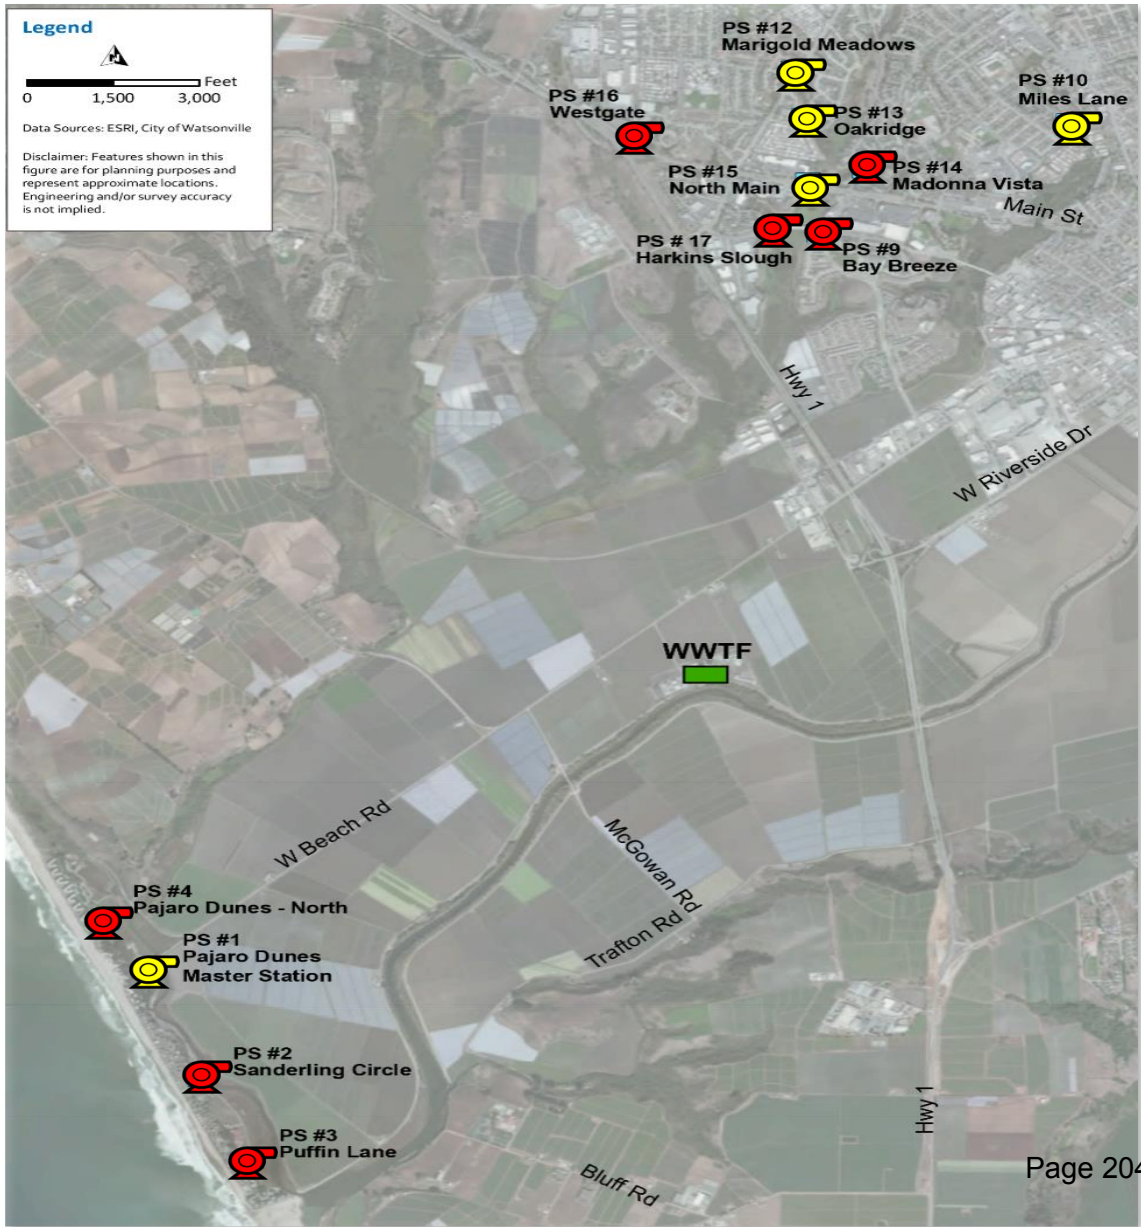 Legend
N
Feet
0 1,500 3,000
Data Sources: ESRI, City of Watsonville
Disclaimer: Features shown in this
figure are for planning purposes and
represent approximate locations.
Engineering and/or survey accuracy
is not implied.
PS #12
Marigold Meadows
PS #10
Miles Lane
PS #16
Westgate
PS #13
Oakridge
PS #15
North Main
PS #14
Madonna Vista
Main St
PS # 17
Harkins Slough
PS #9
Bay Breeze
Hwy 1
W Riverside Dr
WWTF
W Beach Rd
McGowan Rd
Trafton Rd
PS #4
Pajaro Dunes - North
PS #1
Pajaro Dunes
Master Station
PS #2
Sanderling Circle
Hwy 1
PS #3
Puffin Lane
Bluff Rd
Page 204